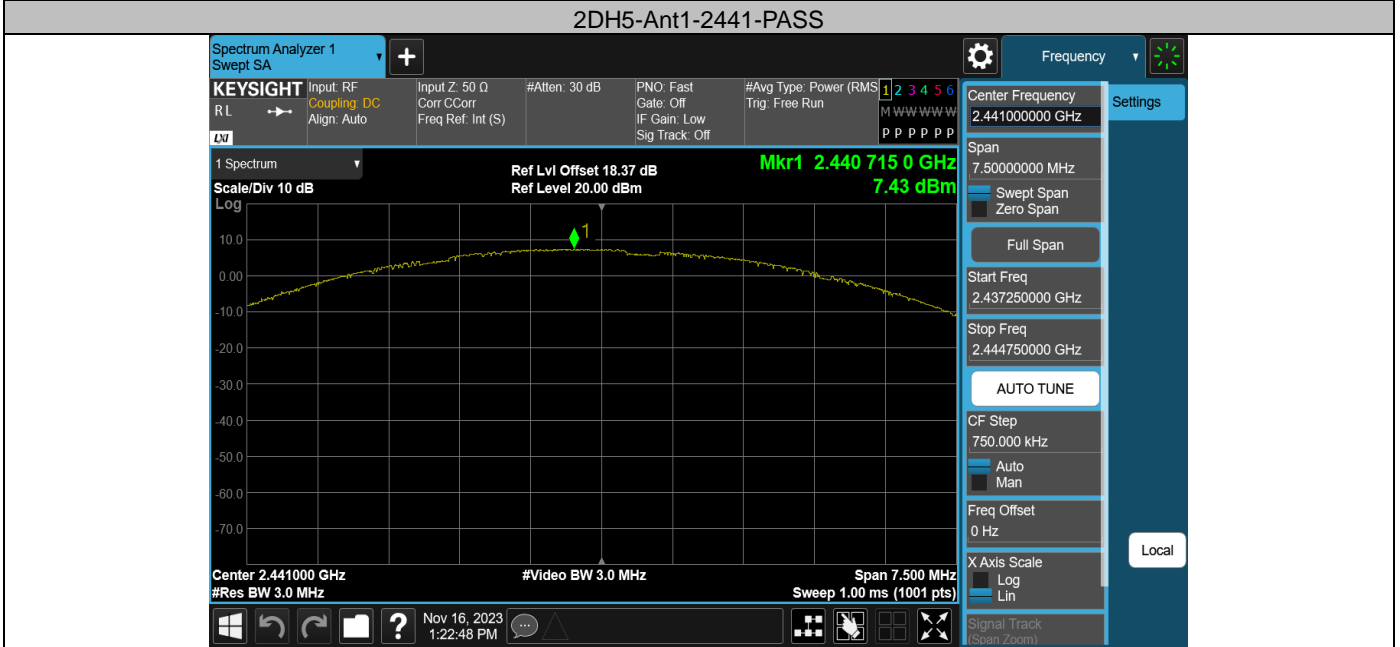 2DH5-Ant1-2441-PASS
Spectrum Analyzer 1
Swept SA
+
Frequency
KEYSIGHT
R L
LXI
Input: RF
Coupling: DC
Align: Auto
Input Z: 50 Ω
Corr CCorr
Freq Ref: Int (S)
#Atten: 30 dB
PNO: Fast
Gate: Off
IF Gain: Low
Sig Track: Off
#Avg Type: Power (RMS
Trig: Free Run
1 2 3 4 5 6
M W W W W W
P P P P P P
1 Spectrum
Scale/Div 10 dB
Log
Ref Lvl Offset 18.37 dB
Ref Level 20.00 dBm
Mkr1 2.440 715 0 GHz
7.43 dBm
1
10.0
0.00
-10.0
-20.0
-30.0
-40.0
-50.0
-60.0
-70.0
Center 2.441000 GHz
#Res BW 3.0 MHz
#Video BW 3.0 MHz
Span 7.500 MHz
Sweep 1.00 ms (1001 pts)
?
Nov 16, 2023
1:22:48 PM
Center Frequency
2.441000000 GHz
Span
7.50000000 MHz
Swept Span
Zero Span
Full Span
Start Freq
2.437250000 GHz
Stop Freq
2.444750000 GHz
AUTO TUNE
CF Step
750.000 kHz
Auto
Man
Freq Offset
0 Hz
X Axis Scale
Log
Lin
Signal Track
(Span Zoom)
Settings
Local